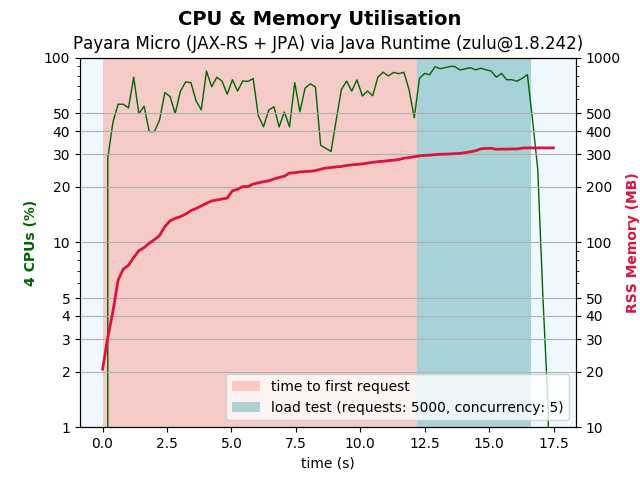 CPU & Memory Utilisation
Payara Micro (JAX-RS + JPA) via Java Runtime (zulu@1.8.242)
100
50
40
30
20
10
5
4
3
2
1
4 CPUs (%)
1000
500
400
300
200
100
50
40
30
20
10
RSS Memory (MB)
time to first request
load test (requests: 5000, concurrency: 5)
0.0 2.5 5.0 7.5 10.0 12.5 15.0 17.5
time (s)